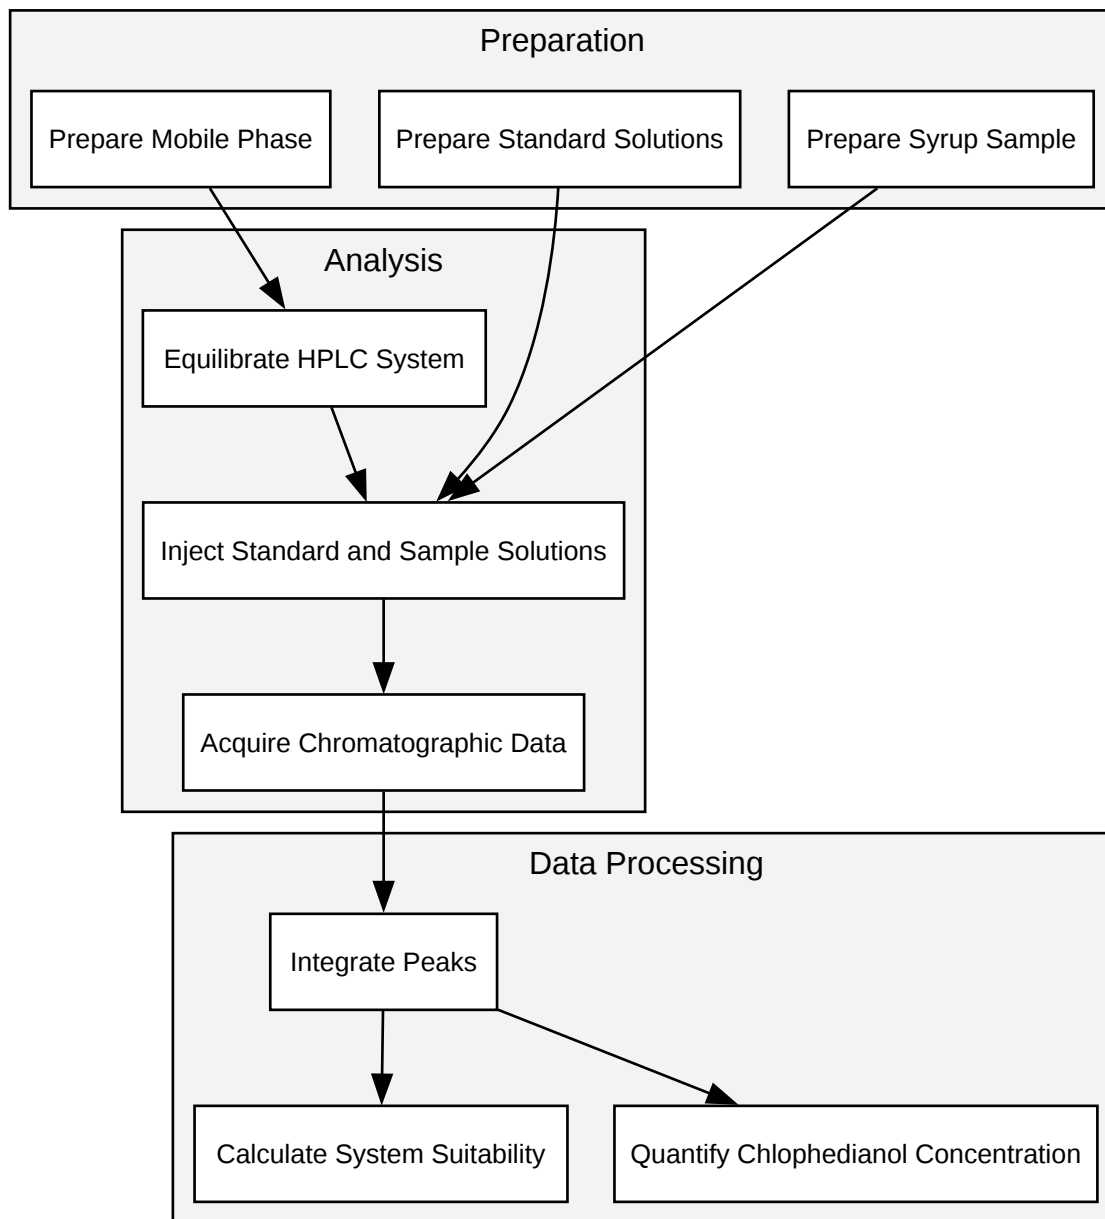 Preparation
Prepare Mobile Phase
Prepare Standard Solutions
Prepare Syrup Sample
Analysis
Equilibrate HPLC System
Inject Standard and Sample Solutions
Acquire Chromatographic Data
Data Processing
Integrate Peaks
Calculate System Suitability
Quantify Chlophedianol Concentration